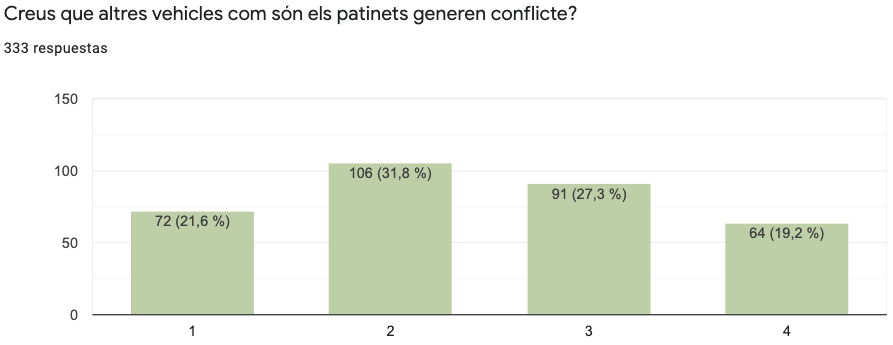 Creus que altres vehicles com són els patinets generen conflicte?
333 respuestas
150
100
50
0
72 (21,6 %)
106 (31,8 %)
91 (27,3 %)
64 (19,2 %)
1
2
3
4